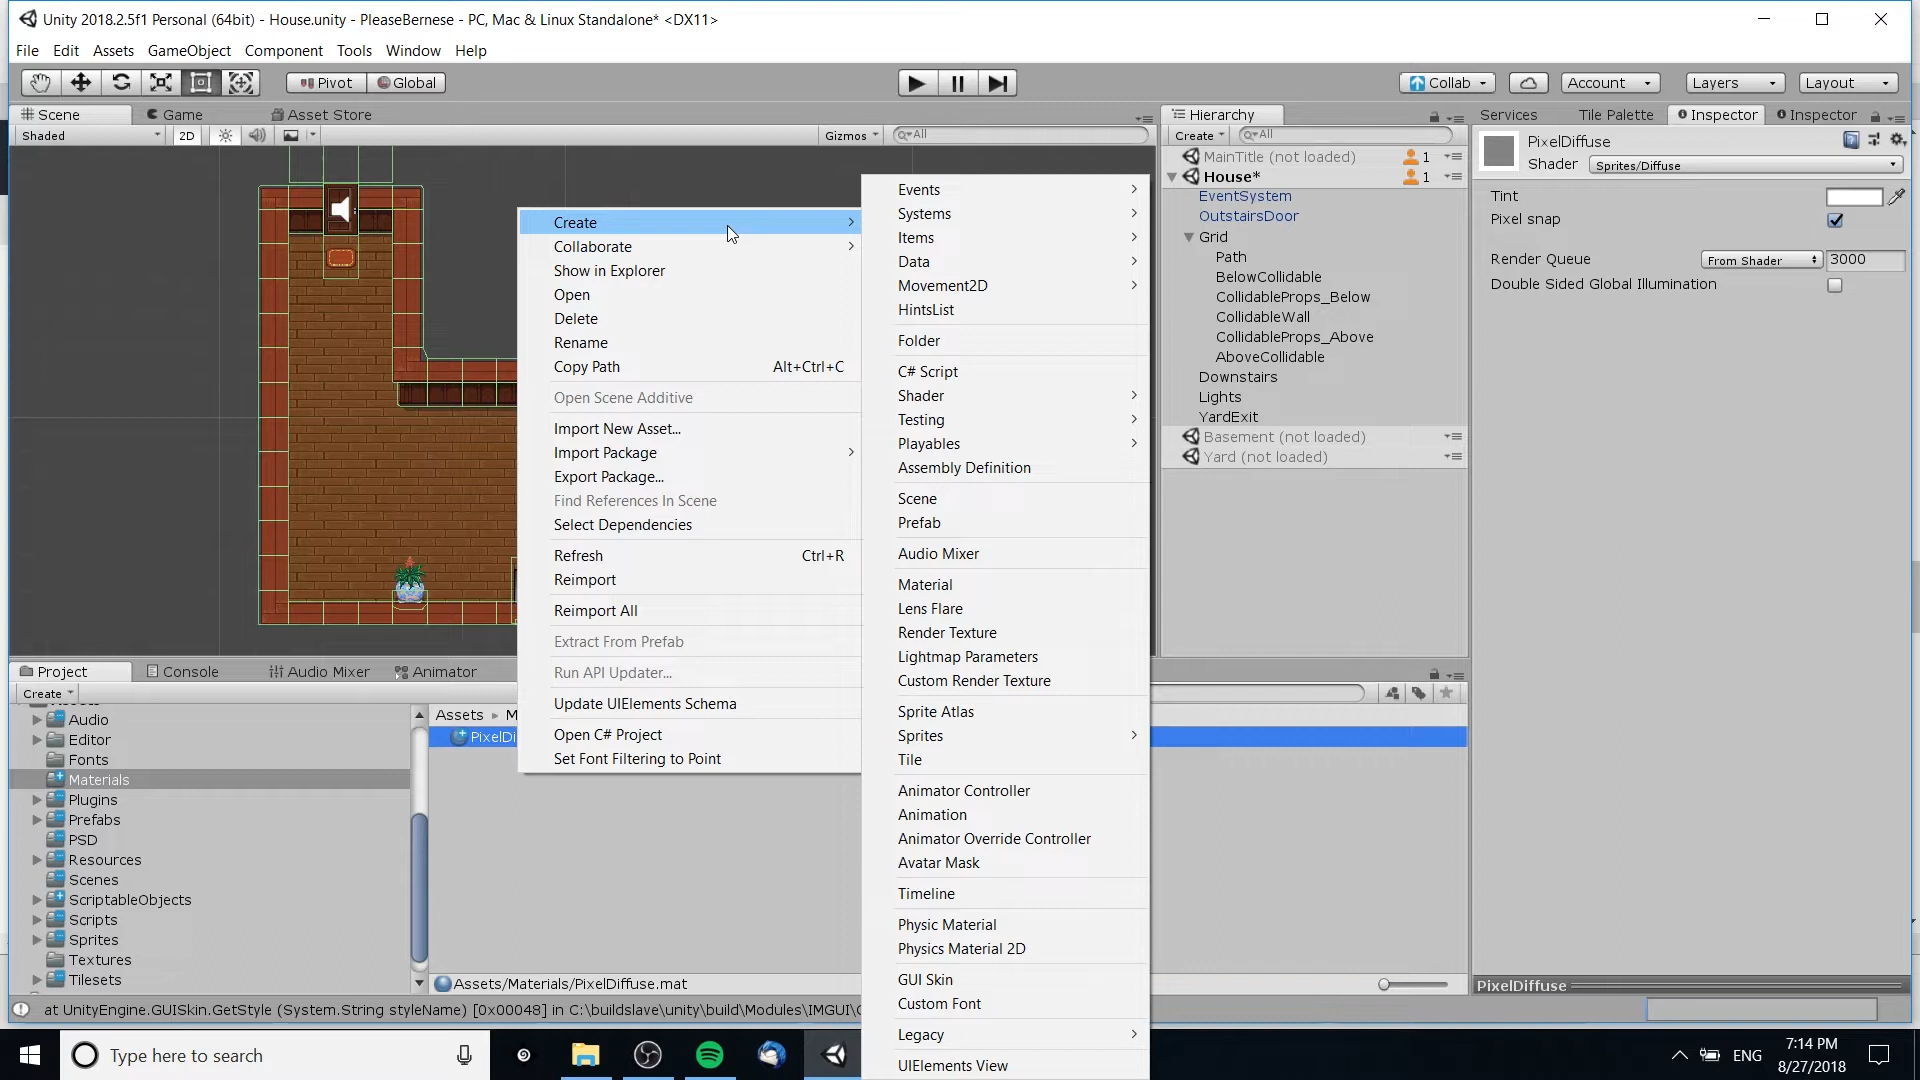 Unity 2018.2.5f1 Personal (64bit) - House.unity - PleaseBernese - PC, Mac & Linux Standalone* <DX11>
File Edit Assets GameObject Component Tools Window Help
Pivot Global Collab Account Layers Layout
Scene Game Asset Store
Shaded 2D Gizmos All
Hierarchy
Create All
MainTitle (not loaded) 1
House* 1
EventSystem
OutstairsDoor
Grid
Path
BelowCollidable
CollidableProps_Below
CollidableWall
CollidableProps_Above
AboveCollidable
Downstairs
Lights
YardExit
Basement (not loaded)
Yard (not loaded)
Services Tile Palette Inspector Inspector
PixelDiffuse
Shader Sprites/Diffuse
Tint
Pixel snap
Render Queue From Shader 3000
Double Sided Global Illumination
Create
Collaborate
Show in Explorer
Open
Delete
Rename
Copy Path Alt+Ctrl+C
Open Scene Additive
Import New Asset...
Import Package
Export Package...
Find References In Scene
Select Dependencies
Refresh Ctrl+R
Reimport
Reimport All
Extract From Prefab
Run API Updater...
Update UIElements Schema
Open C# Project
Set Font Filtering to Point
Events
Systems
Items
Data
Movement2D
HintsList
Folder
C# Script
Shader
Testing
Playables
Assembly Definition
Scene
Prefab
Audio Mixer
Material
Lens Flare
Render Texture
Lightmap Parameters
Custom Render Texture
Sprite Atlas
Sprites
Tile
Animator Controller
Animation
Animator Override Controller
Avatar Mask
Timeline
Physic Material
Physics Material 2D
GUI Skin
Custom Font
Legacy
UIElements View
Project Console Audio Mixer Animator
Create
Audio
Editor
Fonts
Materials
Plugins
Prefabs
PSD
Resources
Scenes
ScriptableObjects
Scripts
Sprites
Textures
Tilesets
Assets M
PixelDi
Assets/Materials/PixelDiffuse.mat
PixelDiffuse
at UnityEngine.GUISkin.GetStyle (System.String styleName) [0x00048] in C:\buildslave\unity\build\Modules\IMGUI\
Type here to search
ENG
7:14 PM
8/27/2018